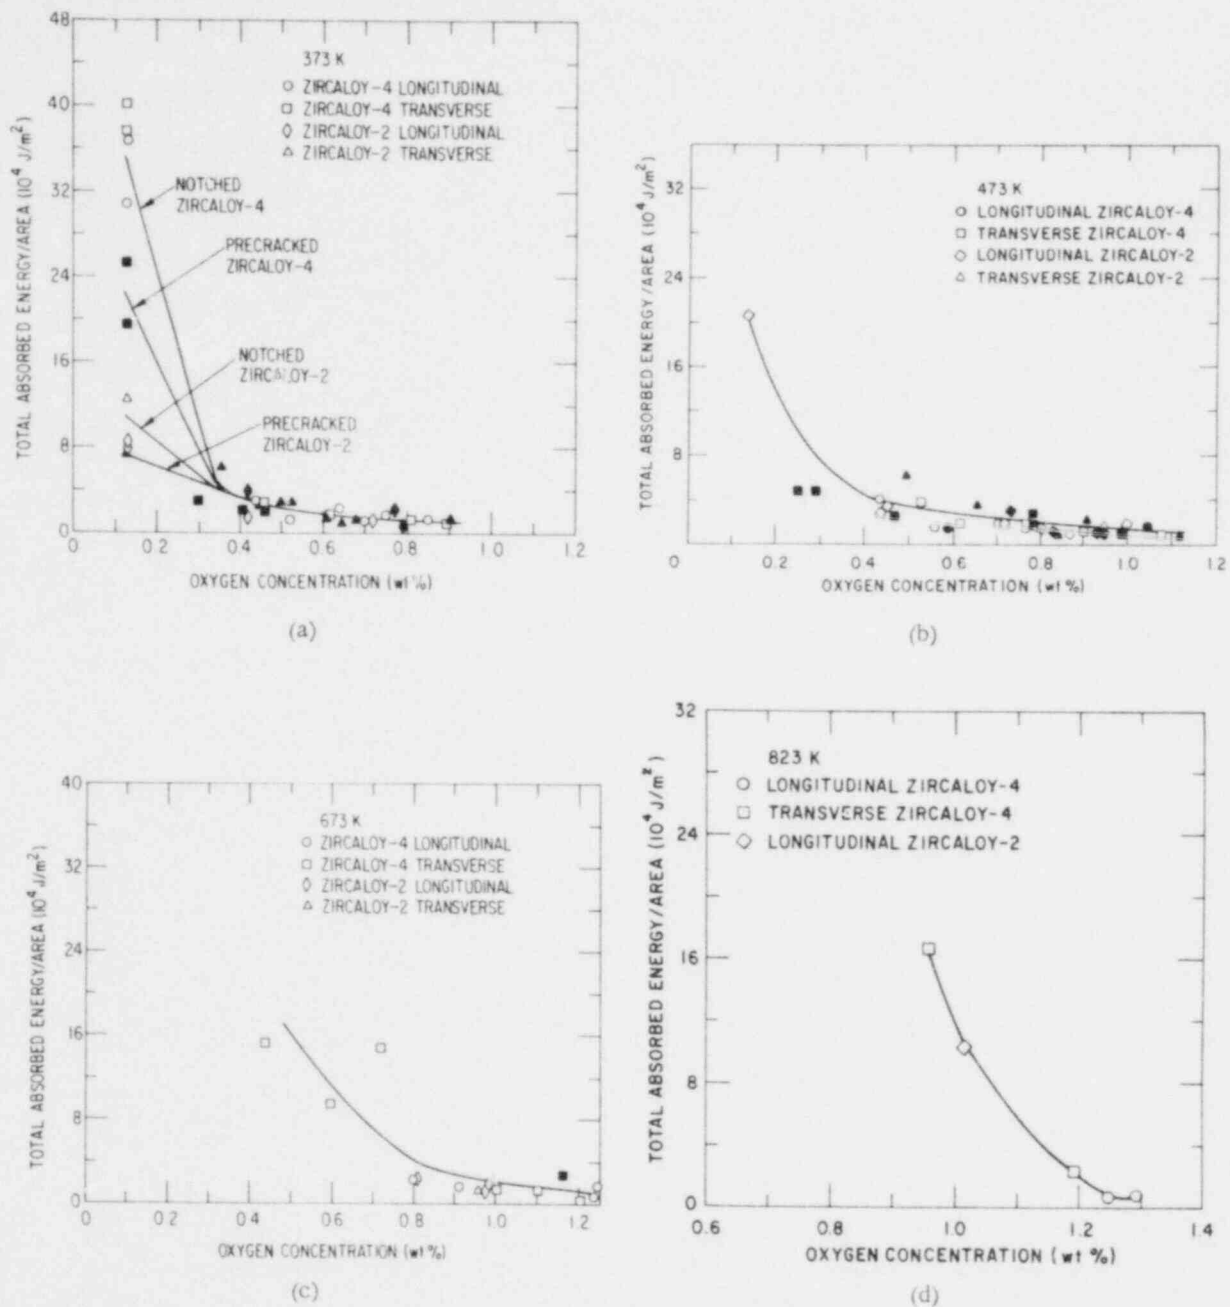 48
40
32
24
16
8
0
TOTAL ABSORBED ENERGY/AREA (10⁴ J/m²)
373 K
○ ZIRCALOY-4 LONGITUDINAL
□ ZIRCALOY-4 TRANSVERSE
◇ ZIRCALOY-2 LONGITUDINAL
△ ZIRCALOY-2 TRANSVERSE
NOTCHED
ZIRCALOY-4
PRECRACKED
ZIRCALOY-4
NOTCHED
ZIRCALOY-2
PRECRACKED
ZIRCALOY-2
0 0.2 0.4 0.6 0.8 1.0 1.2
OXYGEN CONCENTRATION (wt %)
(a)
32
24
16
8
TOTAL ABSORBED ENERGY/AREA (10⁴ J/m²)
473 K
○ LONGITUDINAL ZIRCALOY-4
□ TRANSVERSE ZIRCALOY-4
◇ LONGITUDINAL ZIRCALOY-2
△ TRANSVERSE ZIRCALOY-2
0 0.2 0.4 0.6 0.8 1.0 1.2
OXYGEN CONCENTRATION (wt %)
(b)
40
32
24
16
8
0
TOTAL ABSORBED ENERGY/AREA (10⁴ J/m²)
673 K
○ ZIRCALOY-4 LONGITUDINAL
□ ZIRCALOY-4 TRANSVERSE
◇ ZIRCALOY-2 LONGITUDINAL
△ ZIRCALOY-2 TRANSVERSE
0 0.2 0.4 0.6 0.8 1.0 1.2
OXYGEN CONCENTRATION (wt %)
(c)
32
24
16
8
0
TOTAL ABSORBED ENERGY/AREA (10⁴ J/m²)
823 K
○ LONGITUDINAL ZIRCALOY-4
□ TRANSVERSE ZIRCALOY-4
◇ LONGITUDINAL ZIRCALOY-2
0.6 0.8 1.0 1.2 1.4
OXYGEN CONCENTRATION (wt %)
(d)